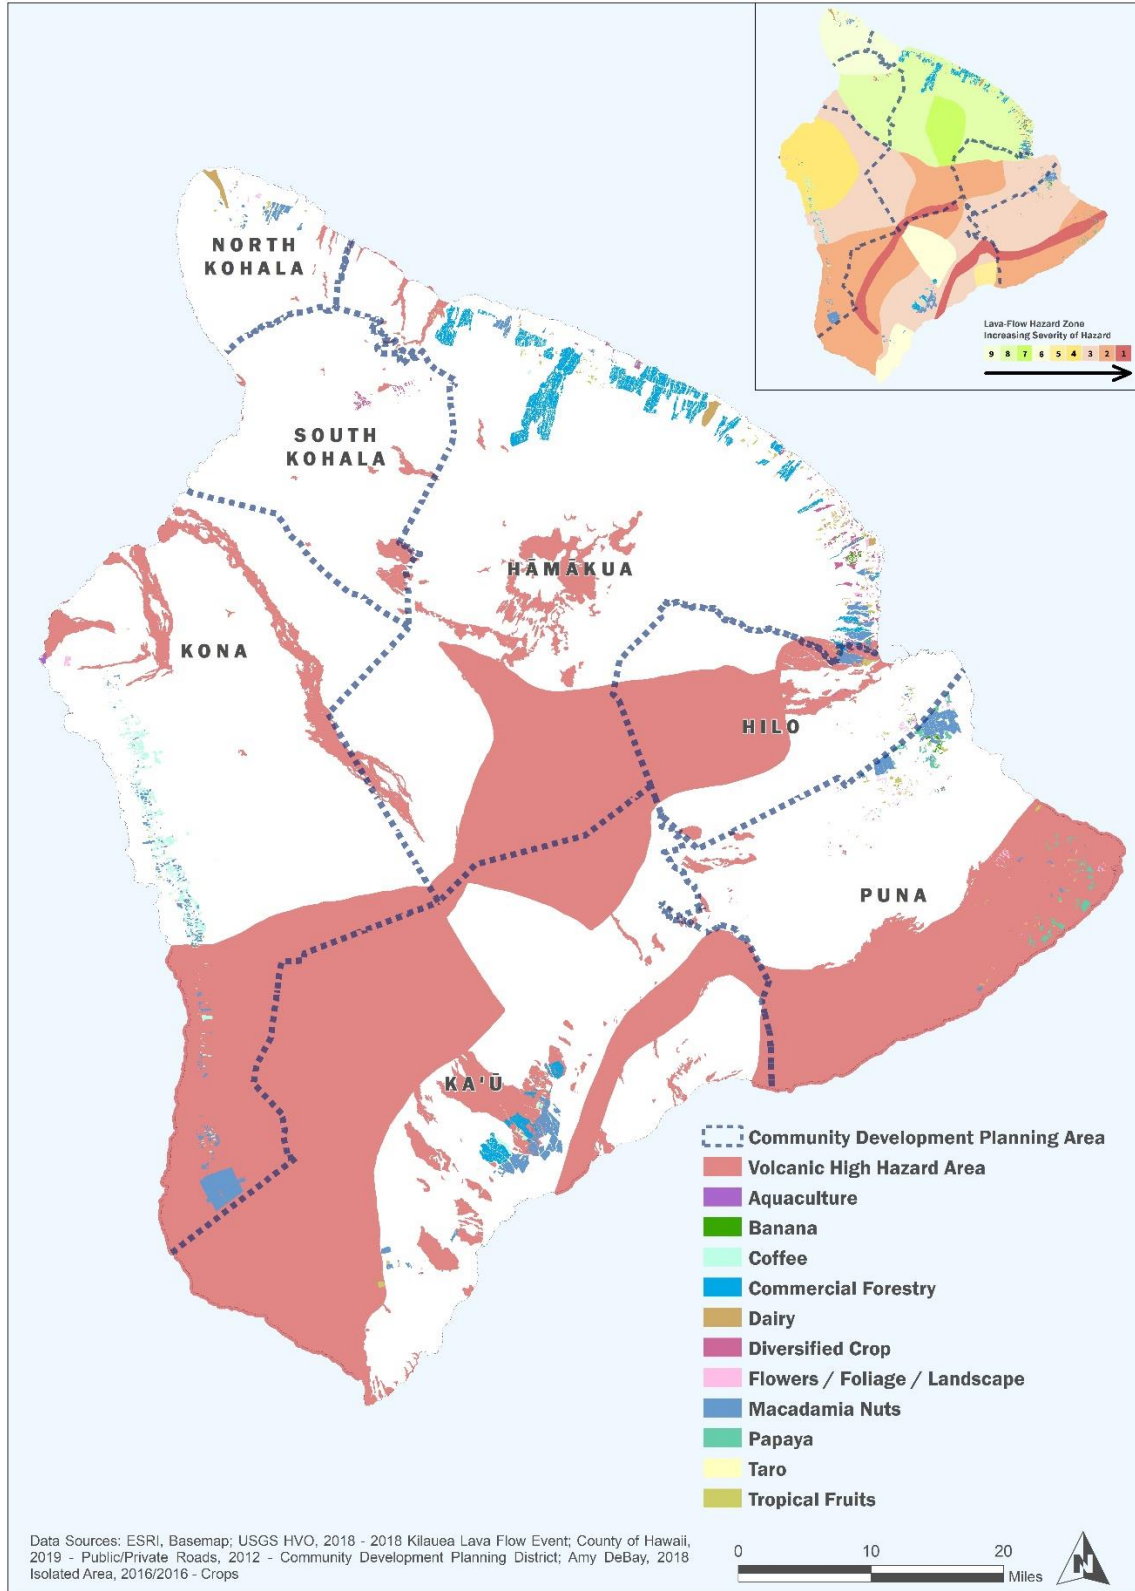 Lava-Flow Hazard Zone
Increasing Severity of Hazard
9 8 7 6 5 4 3 2 1
NORTH
KOHALA
SOUTH
KOHALA
HĀMĀKUA
KONA
HILO
PUNA
KA'Ū
Community Development Planning Area
Volcanic High Hazard Area
Aquaculture
Banana
Coffee
Commercial Forestry
Dairy
Diversified Crop
Flowers / Foliage / Landscape
Macadamia Nuts
Papaya
Taro
Tropical Fruits
Data Sources: ESRI, Basemap; USGS HVO, 2018 - 2018 Kilauea Lava Flow Event; County of Hawaii,
2019 - Public/Private Roads, 2012 - Community Development Planning District; Amy DeBay, 2018
Isolated Area, 2016/2016 - Crops
0 10 20
Miles
N